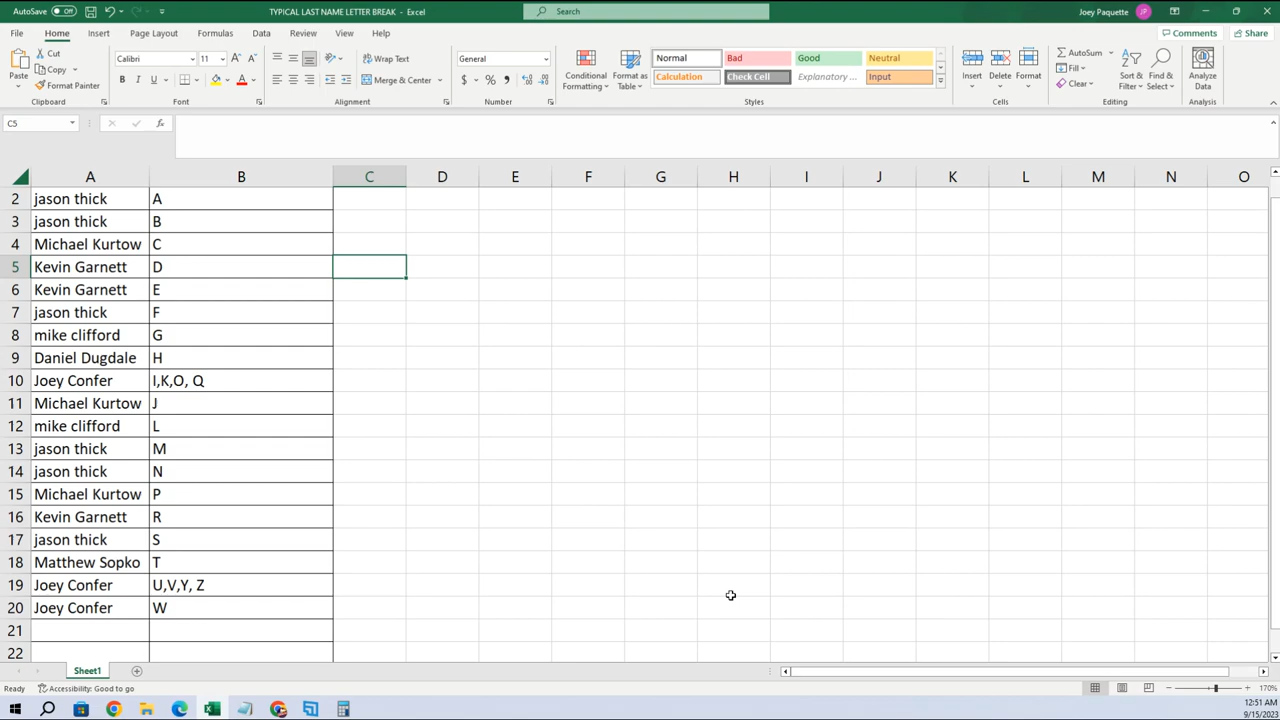 AutoSave Off TYPICAL LAST NAME LETTER BREAK - Excel Search Joey Paquette JP
File Home Insert Page Layout Formulas Data Review View Help Comments Share
Paste Cut Copy Format Painter Clipboard
Calibri 11 B I U Font
Wrap Text Merge & Center Alignment
General $ % Number
Conditional Formatting Format as Table Normal Bad Good Neutral Calculation Check Cell Explanatory ... Input Styles
Insert Delete Format Cells
AutoSum Fill Clear Sort & Filter Find & Select Editing
Analyze Data Analysis
C5 fx
A B C D E F G H I J K L M N O
2 jason thick A
3 jason thick B
4 Michael Kurtow C
5 Kevin Garnett D
6 Kevin Garnett E
7 jason thick F
8 mike clifford G
9 Daniel Dugdale H
10 Joey Confer I,K,O, Q
11 Michael Kurtow J
12 mike clifford L
13 jason thick M
14 jason thick N
15 Michael Kurtow P
16 Kevin Garnett R
17 jason thick S
18 Matthew Sopko T
19 Joey Confer U,V,Y, Z
20 Joey Confer W
21
22
Sheet1
Ready Accessibility: Good to go 170%
12:51 AM
9/15/2023